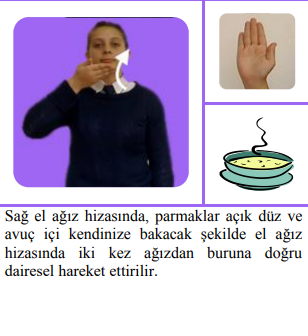 Sağ el ağız hizasında, parmaklar açık düz ve
avuç içi kendinize bakacak şekilde el ağız
hizasında iki kez ağızdan buruna doğru
dairesel hareket ettirilir.